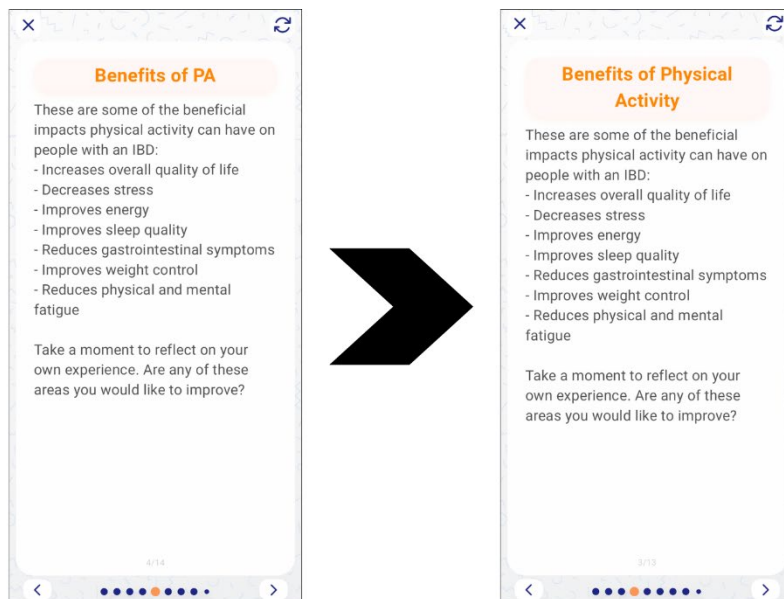 Benefits of PA
These are some of the beneficial
impacts physical activity can have on
people with an IBD:
- Increases overall quality of life
- Decreases stress
- Improves energy
- Improves sleep quality
- Reduces gastrointestinal symptoms
- Improves weight control
- Reduces physical and mental
fatigue
Take a moment to reflect on your
own experience. Are any of these
areas you would like to improve?
4/14
Benefits of Physical
Activity
These are some of the beneficial
impacts physical activity can have on
people with an IBD:
- Increases overall quality of life
- Decreases stress
- Improves energy
- Improves sleep quality
- Reduces gastrointestinal symptoms
- Improves weight control
- Reduces physical and mental
fatigue
Take a moment to reflect on your
own experience. Are any of these
areas you would like to improve?
3/13